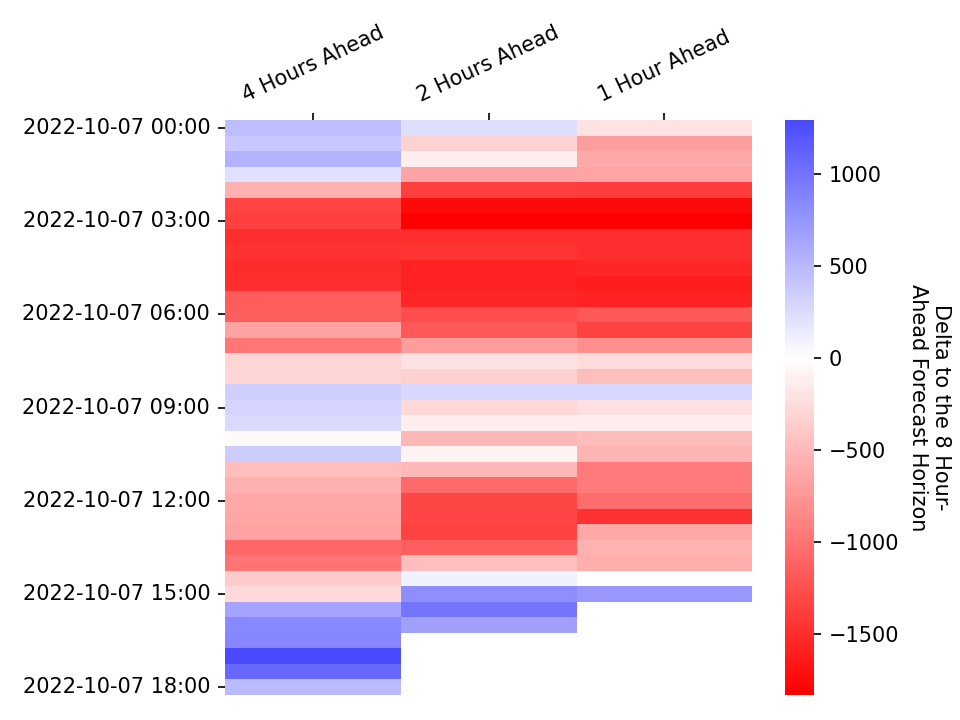 4 Hours Ahead
2 Hours Ahead
1 Hour Ahead
2022-10-07 00:00
2022-10-07 03:00
2022-10-07 06:00
2022-10-07 09:00
2022-10-07 12:00
2022-10-07 15:00
2022-10-07 18:00
1000
500
0
−500
−1000
−1500
Delta to the 8 Hour-
Ahead Forecast Horizon